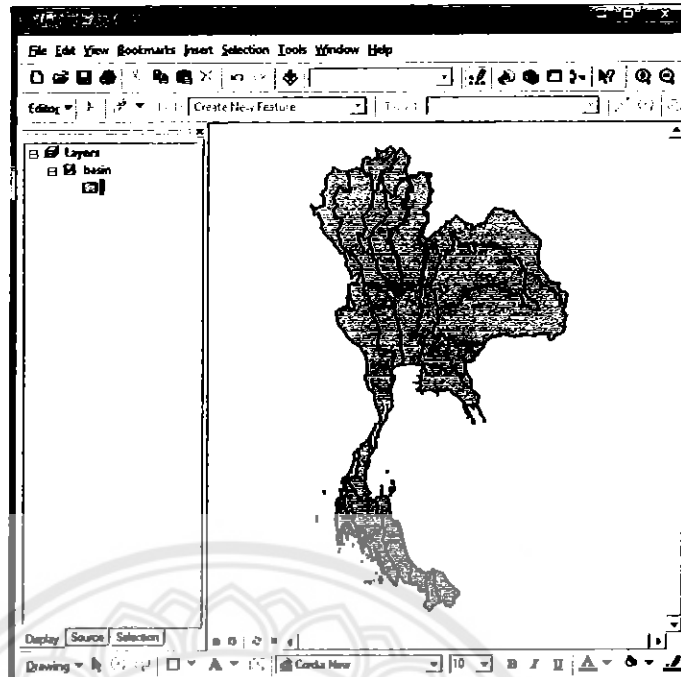 File Edit View Bookmarks Insert Selection Tools Window Help
Editor Create New Feature
Layers
basin
Display Source Selection
Drawing A Cordia New 10 B I U A